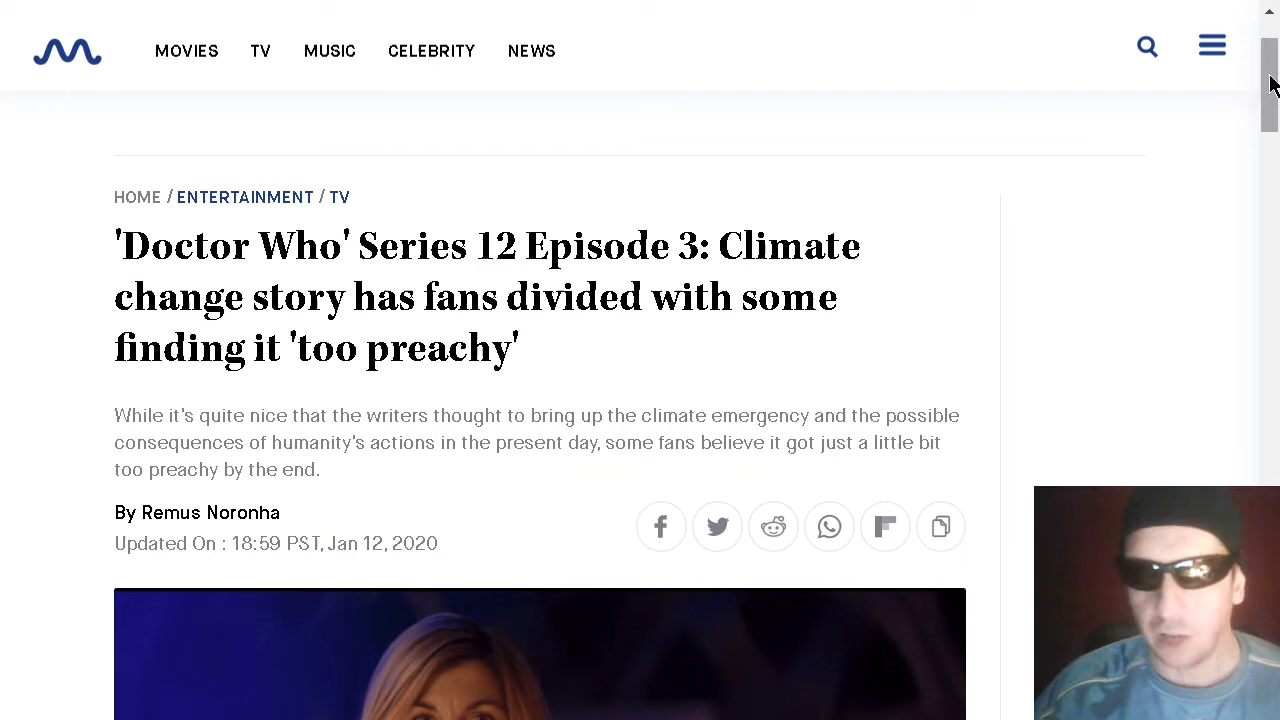 MOVIES TV MUSIC CELEBRITY NEWS
HOME / ENTERTAINMENT / TV
'Doctor Who' Series 12 Episode 3: Climate
change story has fans divided with some
finding it 'too preachy'
While it's quite nice that the writers thought to bring up the climate emergency and the possible
consequences of humanity's actions in the present day, some fans believe it got just a little bit
too preachy by the end.
By Remus Noronha
Updated On : 18:59 PST, Jan 12, 2020